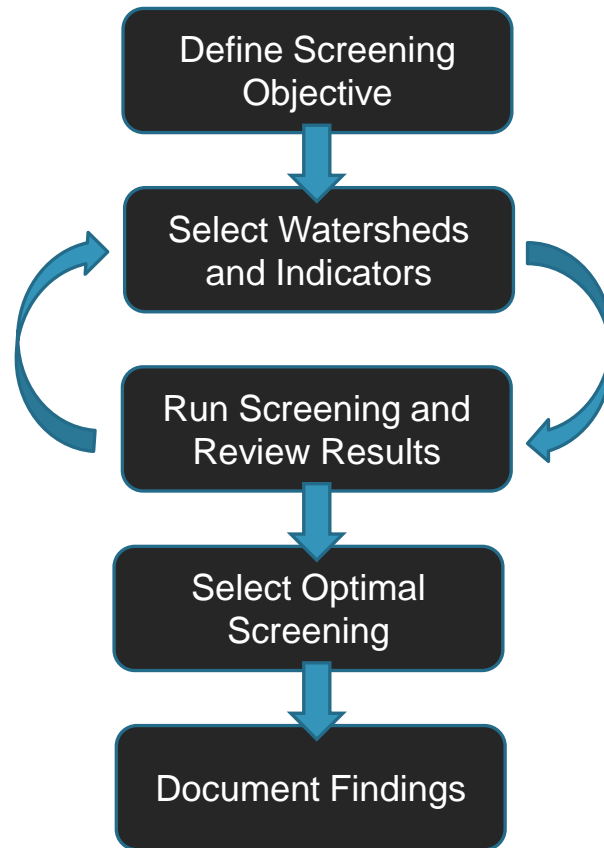 Define Screening
Objective
Select Watersheds
and Indicators
Run Screening and
Review Results
Select Optimal
Screening
Document Findings